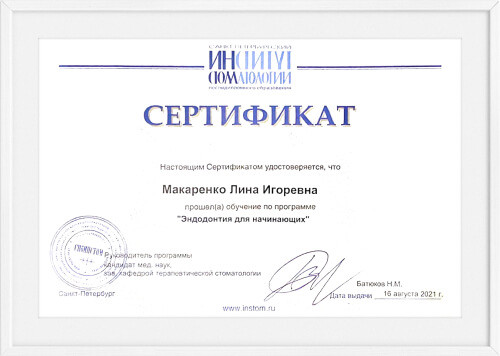 САНКТ-ПЕТЕРБУРГСКИЙ
ИНСТИТУТ
СТОМАТОЛОГИИ
последипломного образования
СЕРТИФИКАТ
Настоящим Сертификатом удостоверяется, что
Макаренко Лина Игоревна
прошел(а) обучение по программе
"Эндодонтия для начинающих"
Руководитель программы
кандидат мед. наук,
зав. кафедрой терапевтической стоматологии
Батюков Н.М.
Санкт-Петербург
Дата выдачи 16 августа 2021 г.
www.instom.ru